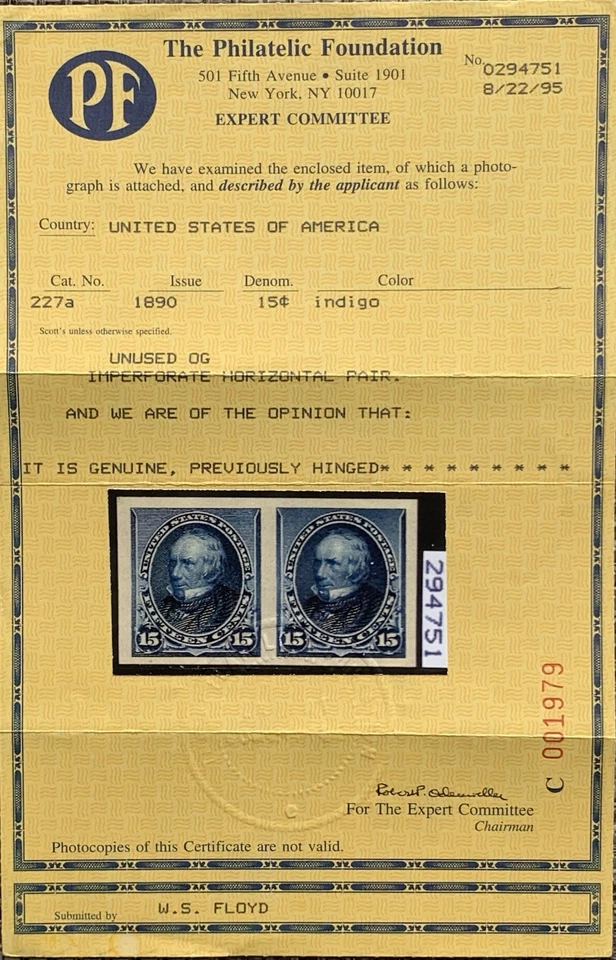 PF
The Philatelic Foundation
501 Fifth Avenue • Suite 1901
New York, NY 10017
EXPERT COMMITTEE
No. 0294751
8/22/95
We have examined the enclosed item, of which a photo-
graph is attached, and described by the applicant as follows:
Country: UNITED STATES OF AMERICA
Cat. No. Issue Denom. Color
227a 1890 15¢ indigo
Scott's unless otherwise specified.
UNUSED OG
IMPERFORATE HORIZONTAL PAIR.
AND WE ARE OF THE OPINION THAT:
IT IS GENUINE, PREVIOUSLY HINGED* * * * * * * * * *
UNITED STATES POSTAGE
15 15
FIFTEEN CENTS
UNITED STATES POSTAGE
15 15
FIFTEEN CENTS
294751
C 001979
For The Expert Committee
Chairman
Photocopies of this Certificate are not valid.
Submitted by W.S. FLOYD